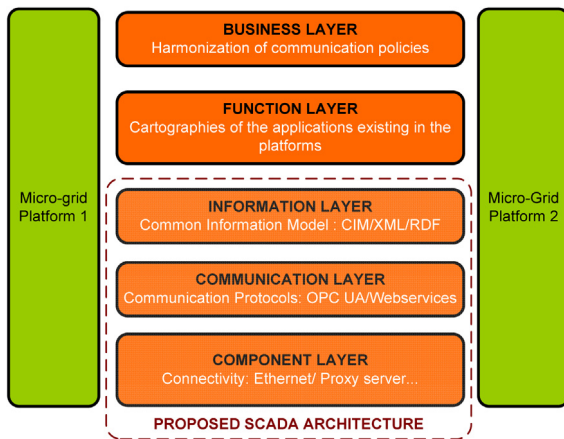 BUSINESS LAYER
Harmonization of communication policies
FUNCTION LAYER
Cartographies of the applications existing in the
platforms
Micro-grid
Platform 1
INFORMATION LAYER
Common Information Model : CIM/XML/RDF
Micro-Grid
Platform 2
COMMUNICATION LAYER
Communication Protocols: OPC UA/Webservices
COMPONENT LAYER
Connectivity: Ethernet/ Proxy server...
PROPOSED SCADA ARCHITECTURE